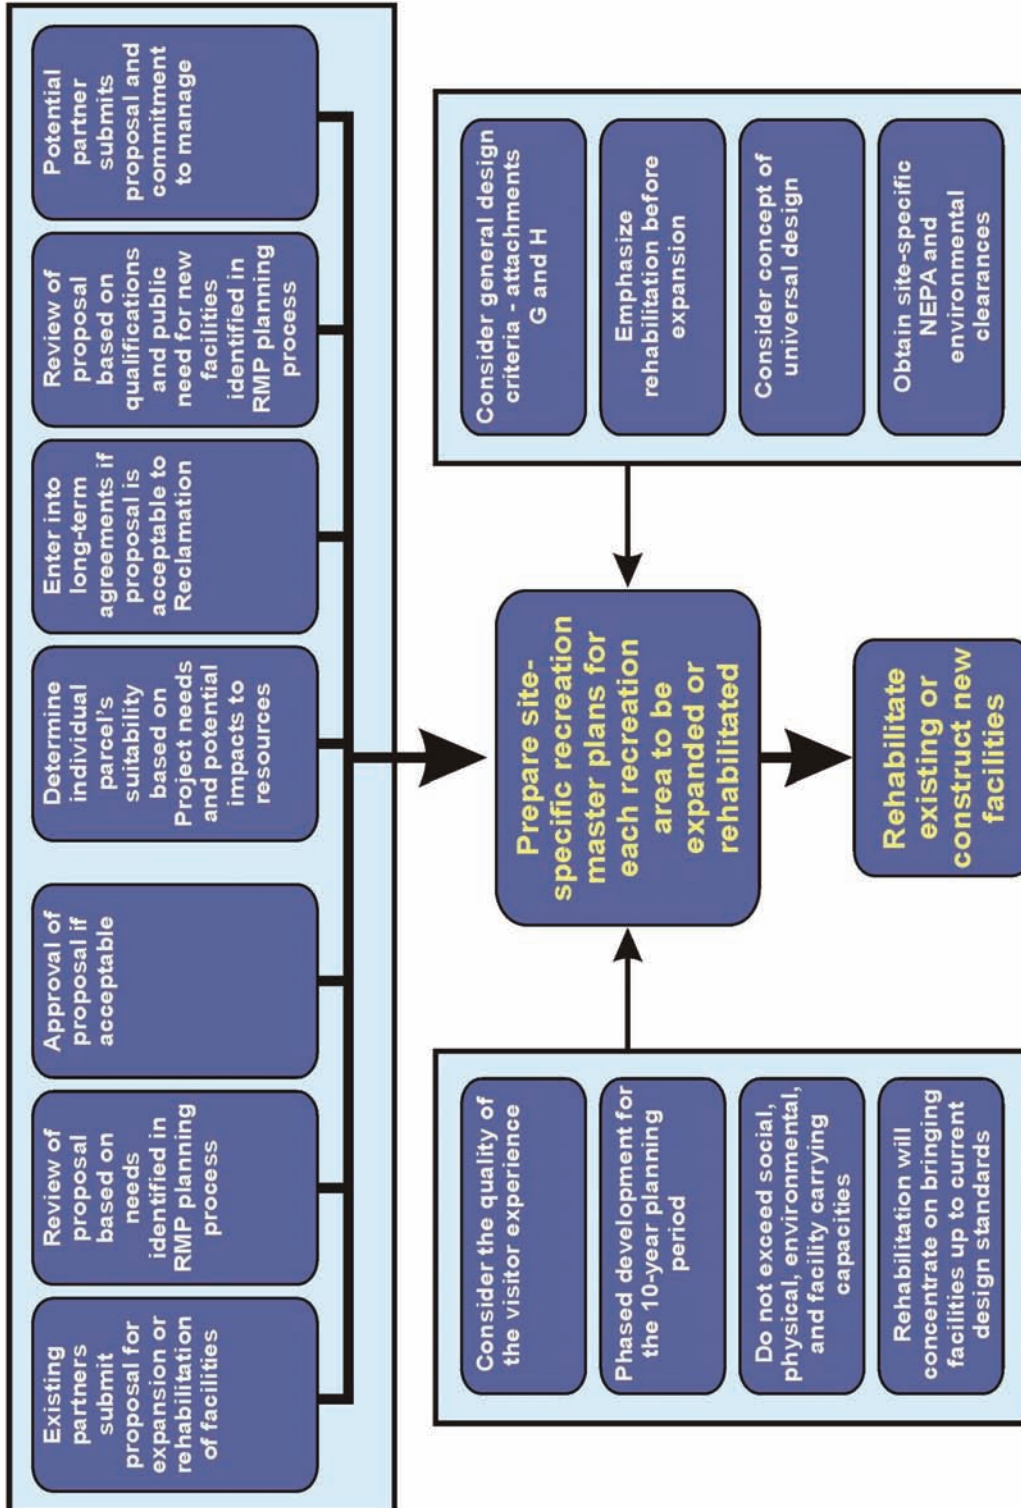 Existing
partners
submit
proposal for
expansion or
rehabilitation
of facilities
Review of
proposal
based on
needs
identified in
RMP planning
process
Approval of
proposal if
acceptable
Determine
individual
parcel's
suitability
based on
Project needs
and potential
impacts to
resources
Enter into
long-term
agreements if
proposal is
acceptable to
Reclamation
Review of
proposal
based on
qualifications
and public
need for new
facilities
identified in
RMP planning
process
Potential
partner
submits
proposal and
commitment
to manage
Consider the quality of
the visitor experience
Phased development for
the 10-year planning
period
Do not exceed social,
physical, environmental,
and facility carrying
capacities
Rehabilitation will
concentrate on bringing
facilities up to current
design standards
Prepare site-
specific recreation
master plans for
each recreation
area to be
expanded or
rehabilitated
Rehabilitate
existing or
construct new
facilities
Consider general design
criteria - attachments
G and H
Emphasize
rehabilitation before
expansion
Consider concept of
universal design
Obtain site-specific
NEPA and
environmental
clearances